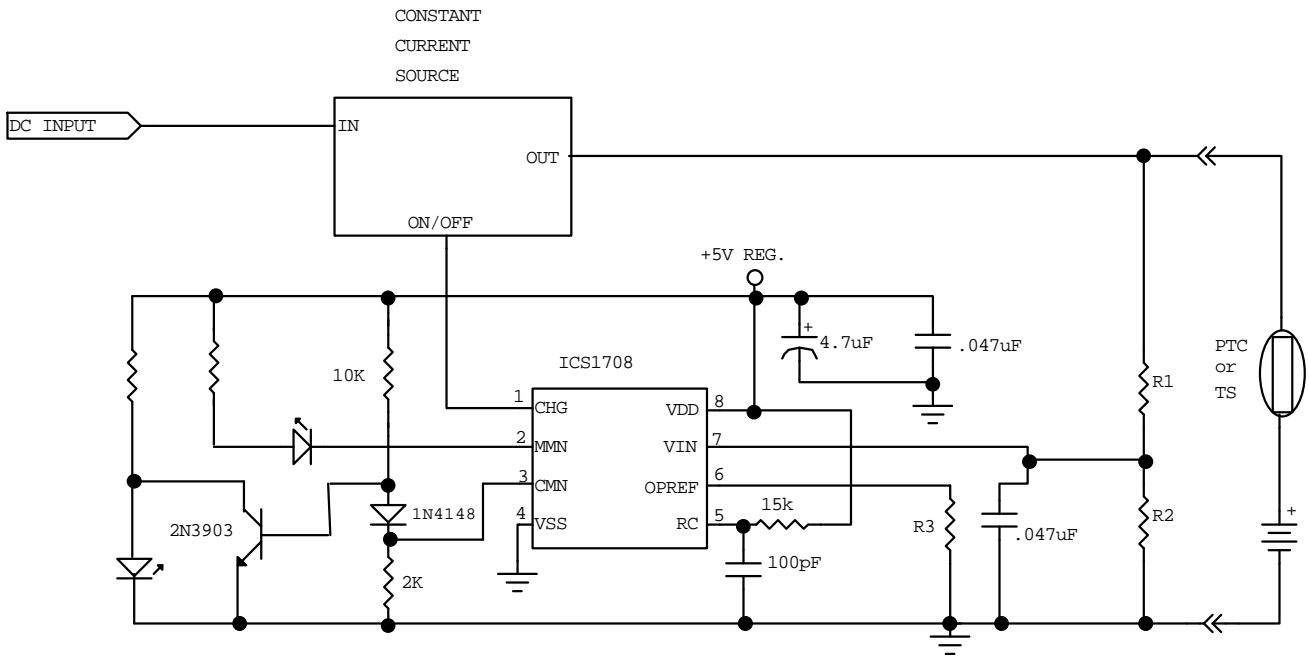 CONSTANT
CURRENT
SOURCE
DC INPUT
IN
OUT
ON/OFF
+5V REG.
+
4.7uF
.047uF
PTC
or
TS
10K
ICS1708
R1
1
CHG
VDD
8
2
MMN
VIN
7
3
CMN
OPREF
6
4
VSS
RC
5
15k
2N3903
1N4148
R3
.047uF
R2
+
100pF
2K